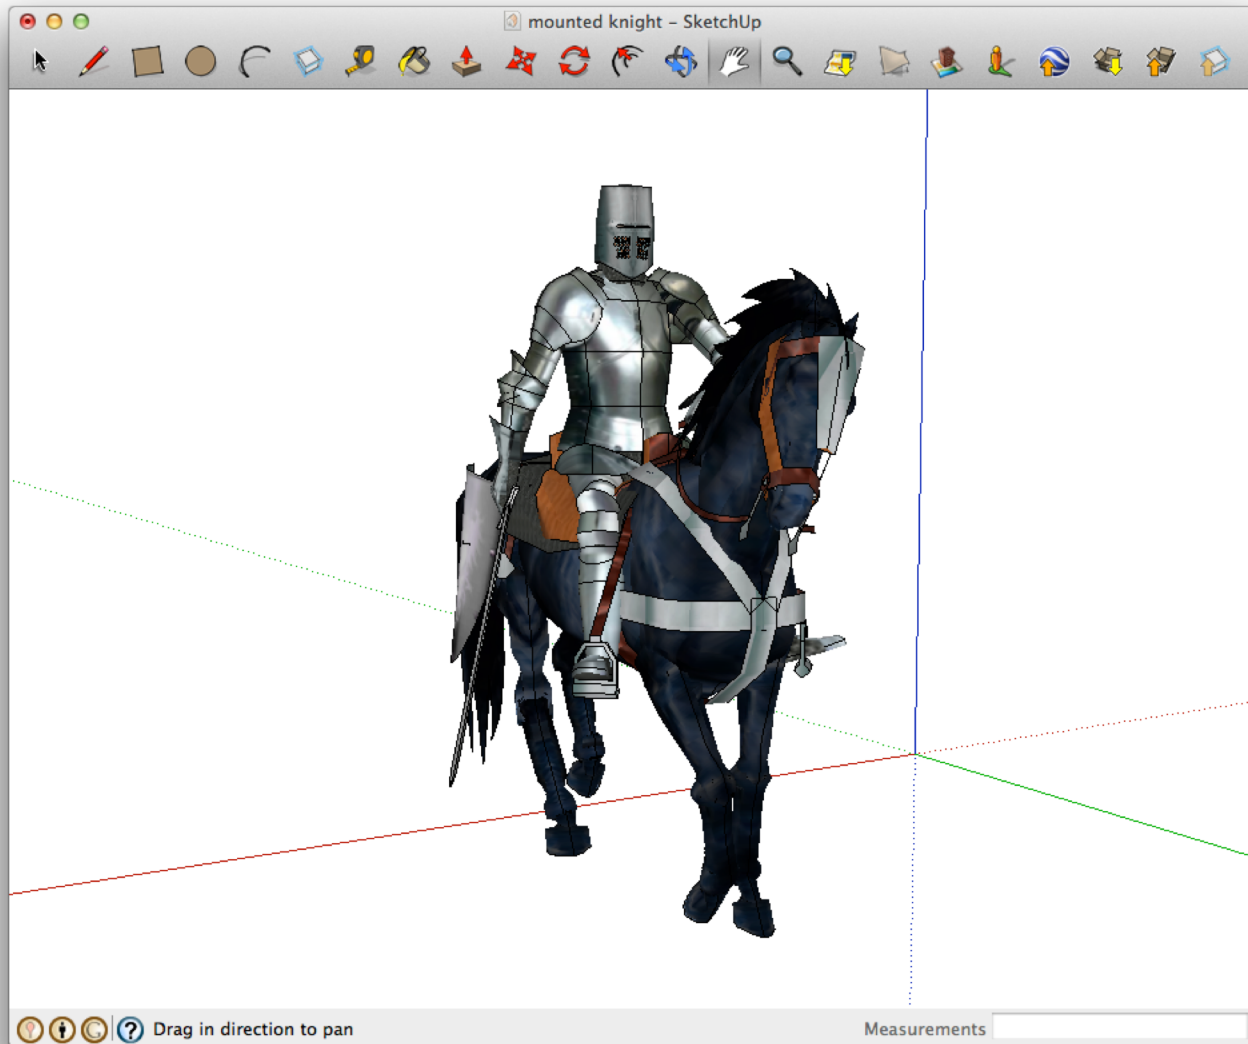 mounted knight – SketchUp
Drag in direction to pan
Measurements